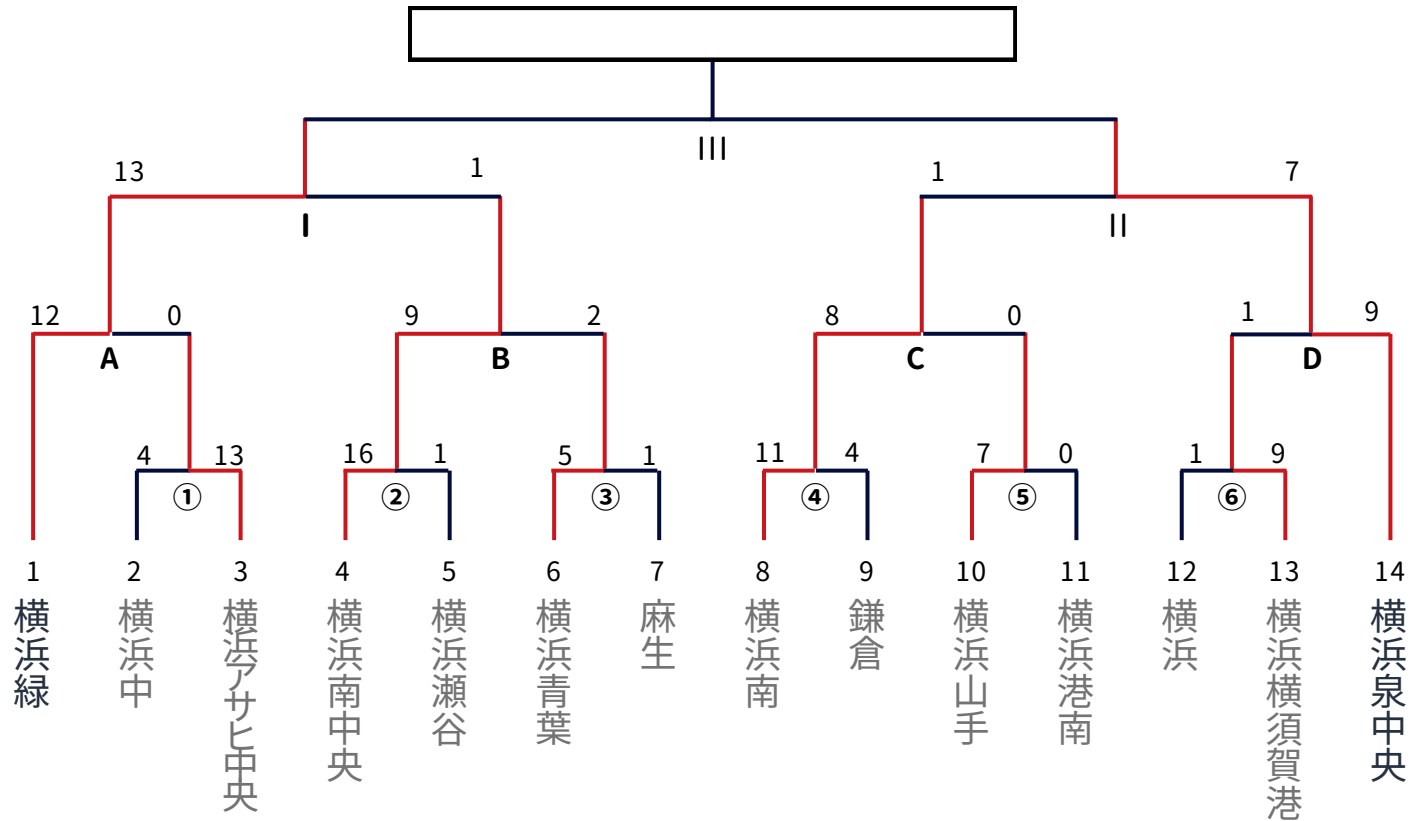 III
13 1 1 7
I II
12 0 9 2 8 0 1 9
A B C D
4 13 16 1 5 1 11 4 7 0 1 9
① ② ③ ④ ⑤ ⑥
1 2 3 4 5 6 7 8 9 10 11 12 13 14
横浜緑
横浜中
横浜アサヒ中央
横浜南中央
横浜瀬谷
横浜青葉
麻生
横浜南
鎌倉
横浜山手
横浜港南
横浜
横浜横須賀港
横浜泉中央